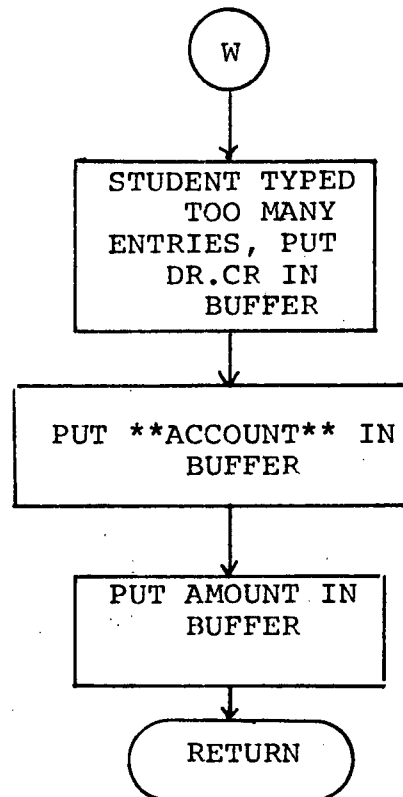 W
STUDENT TYPED
TOO MANY
ENTRIES, PUT
DR.CR IN
BUFFER
PUT **ACCOUNT** IN
BUFFER
PUT AMOUNT IN
BUFFER
RETURN